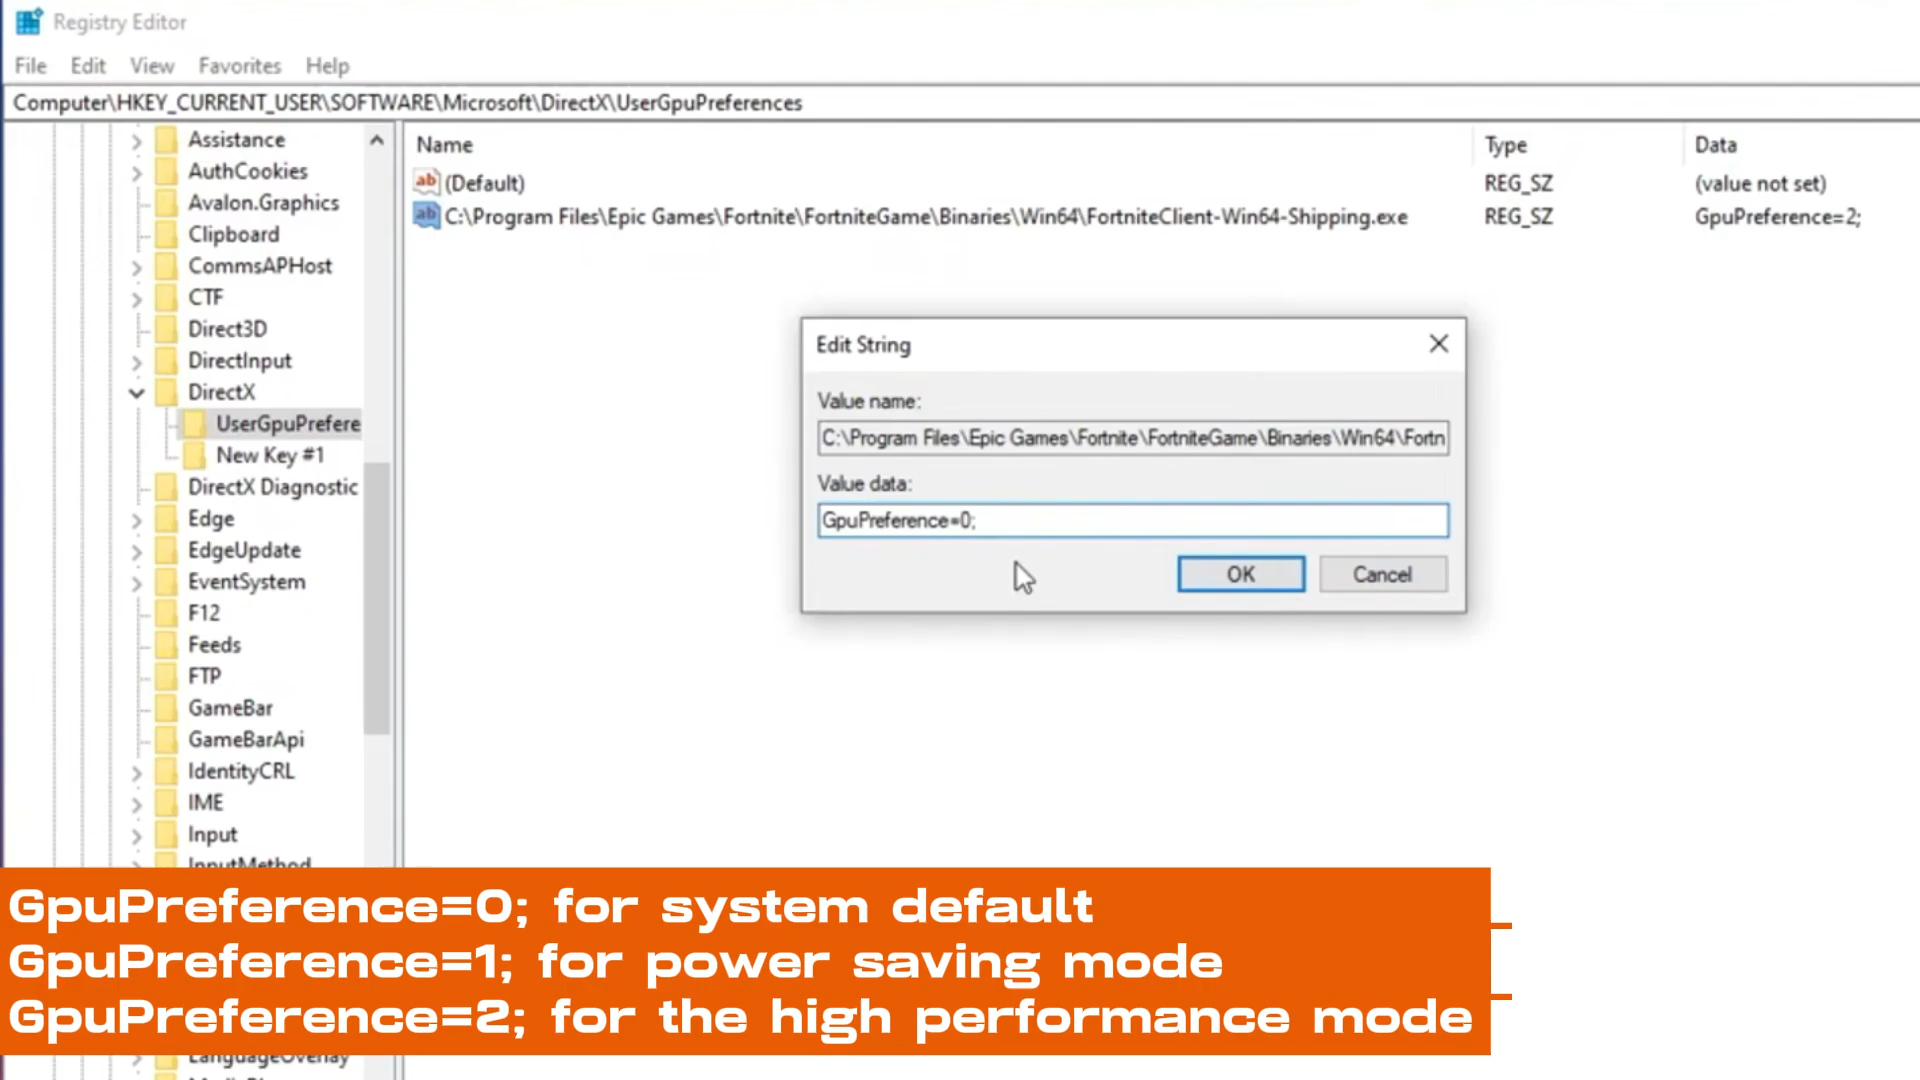 Registry Editor
File Edit View Favorites Help
Computer\HKEY_CURRENT_USER\SOFTWARE\Microsoft\DirectX\UserGpuPreferences
Assistance
AuthCookies
Avalon.Graphics
Clipboard
CommsAPHost
CTF
Direct3D
DirectInput
DirectX
UserGpuPrefere
New Key #1
DirectX Diagnostic
Edge
EdgeUpdate
EventSystem
F12
Feeds
FTP
GameBar
GameBarApi
IdentityCRL
IME
Input
InputMethod
LanguageOverlay
Name Type Data
ab (Default) REG_SZ (value not set)
ab C:\Program Files\Epic Games\Fortnite\FortniteGame\Binaries\Win64\FortniteClient-Win64-Shipping.exe REG_SZ GpuPreference=2;
Edit String
Value name:
C:\Program Files\Epic Games\Fortnite\FortniteGame\Binaries\Win64\Fortn
Value data:
GpuPreference=0;
OK Cancel
GpuPreference=0; for system default
GpuPreference=1; for power saving mode
GpuPreference=2; for the high performance mode